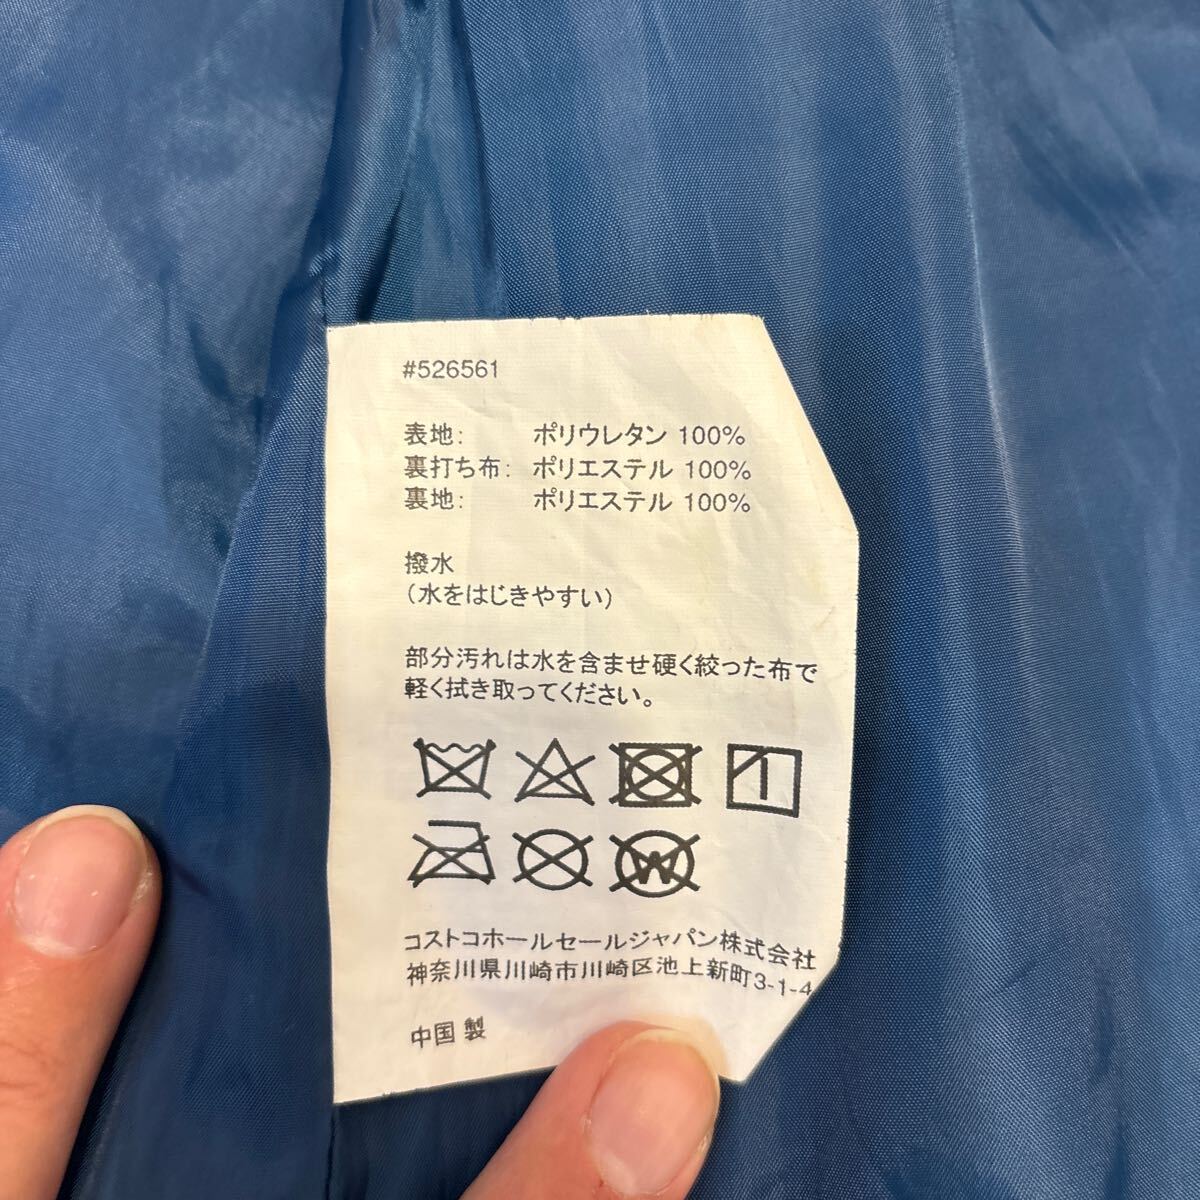 #526561
表地: ポリウレタン 100%
裏打ち布: ポリエステル 100%
裏地: ポリエステル 100%
撥水
(水をはじきやすい)
部分汚れは水を含ませ硬く絞った布で
軽く拭き取ってください。
W
コストコホールセールジャパン株式会社
神奈川県川崎市川崎区池上新町3-1-4
中国製